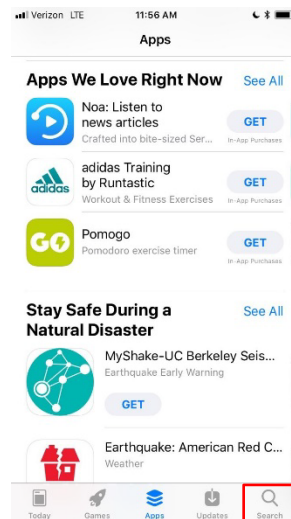 Verizon LTE 11:56 AM
Apps
Apps We Love Right Now See All
Noa: Listen to
news articles
GET
Crafted into bite-sized Ser...
In-App Purchases
adidas Training
by Runtastic
adidas
GET
Workout & Fitness Exercises
In-App Purchases
Pomogo
GO
GET
Pomodoro exercise timer
In-App Purchases
Stay Safe During a
Natural Disaster
See All
MyShake-UC Berkeley Seis...
Earthquake Early Warning
GET
Earthquake: American Red C...
Weather
Today Games Apps Updates Search